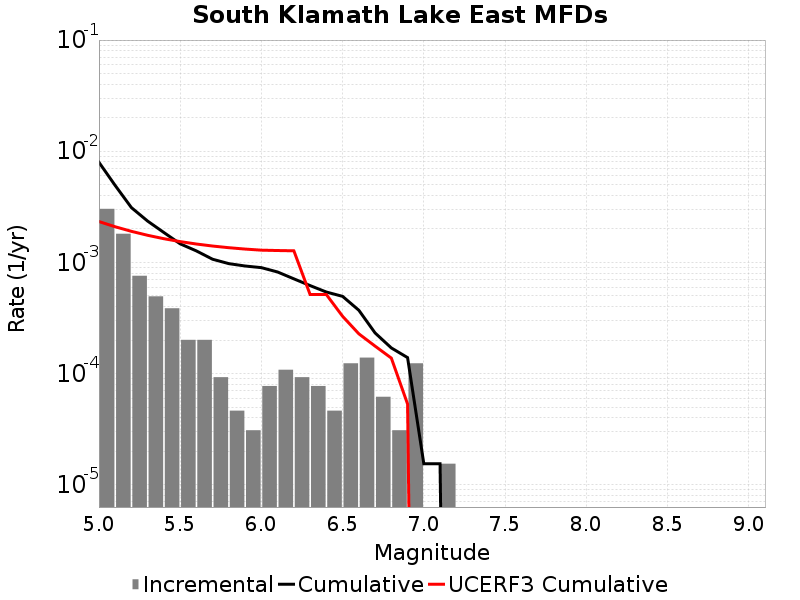 South Klamath Lake East MFDs
10-1
10-2
10-3
10-4
10-5
Rate (1/yr)
5.0 5.5 6.0 6.5 7.0 7.5 8.0 8.5 9.0
Magnitude
Incremental Cumulative UCERF3 Cumulative